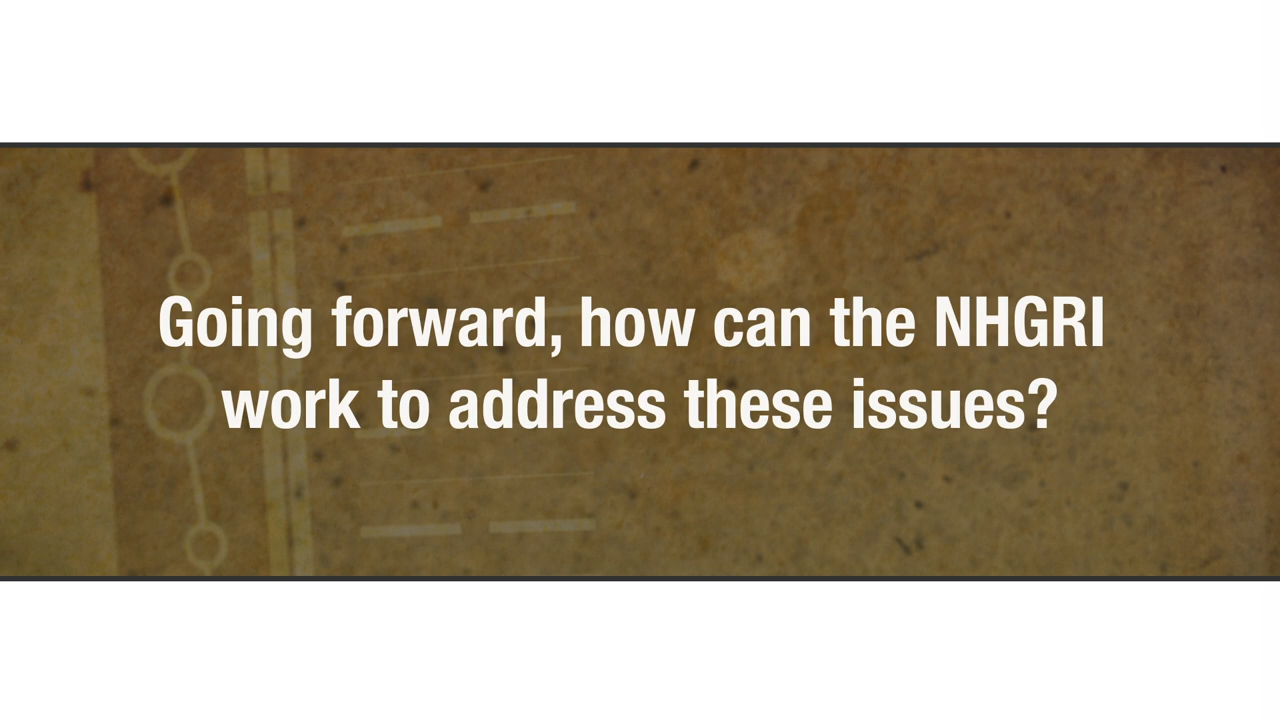 Going forward, how can the NHGRI
work to address these issues?